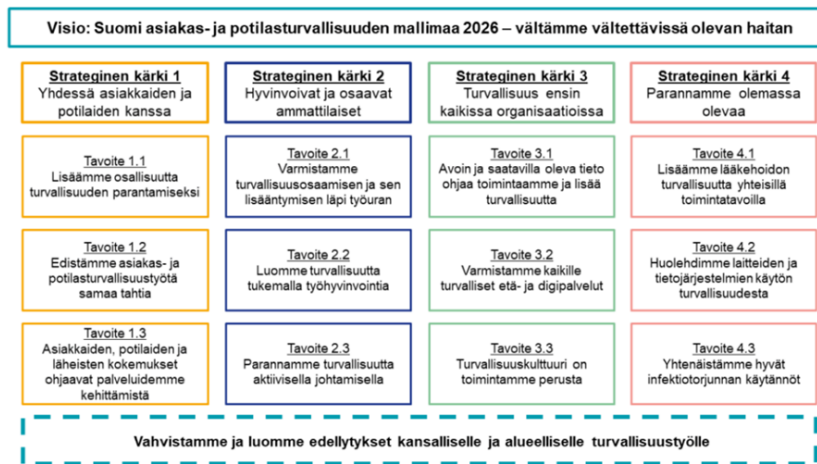 Visio: Suomi asiakas- ja potilasturvallisuuden mallimaa 2026 – vältämme vältettävissä olevan haitan
Strateginen kärki 1
Yhdessä asiakkaiden ja
potilaiden kanssa
Tavoite 1.1
Lisäämme osallisuutta
turvallisuuden parantamiseksi
Tavoite 1.2
Edistämme asiakas- ja
potilasturvallisuustyötä
samaa tahtia
Tavoite 1.3
Asiakkaiden, potilaiden ja
läheisten kokemukset
ohjaavat palveluidemme
kehittämistä
Strateginen kärki 2
Hyvinvoivat ja osaavat
ammattilaiset
Tavoite 2.1
Varmistamme
turvallisuusosaamisen ja sen
lisääntymisen läpi työuran
Tavoite 2.2
Luomme turvallisuutta
tukemalla työhyvinvointia
Tavoite 2.3
Parannamme turvallisuutta
aktiivisella johtamisella
Strateginen kärki 3
Turvallisuus ensin
kaikissa organisaatioissa
Tavoite 3.1
Avoin ja saatavilla oleva tieto
ohjaa toimintaamme ja lisää
turvallisuutta
Tavoite 3.2
Varmistamme kaikille
turvalliset etä- ja digipalvelut
Tavoite 3.3
Turvallisuuskulttuuri on
toimintamme perusta
Strateginen kärki 4
Parannamme olemassa
olevaa
Tavoite 4.1
Lisäämme lääkehoidon
turvallisuutta yhteisillä
toimintatavoilla
Tavoite 4.2
Huolehdimme laitteiden ja
tietojärjestelmien käytön
turvallisuudesta
Tavoite 4.3
Yhtenäistämme hyvät
infektiotorjunnan käytännöt
Vahvistamme ja luomme edellytykset kansalliselle ja alueelliselle turvallisuustyölle